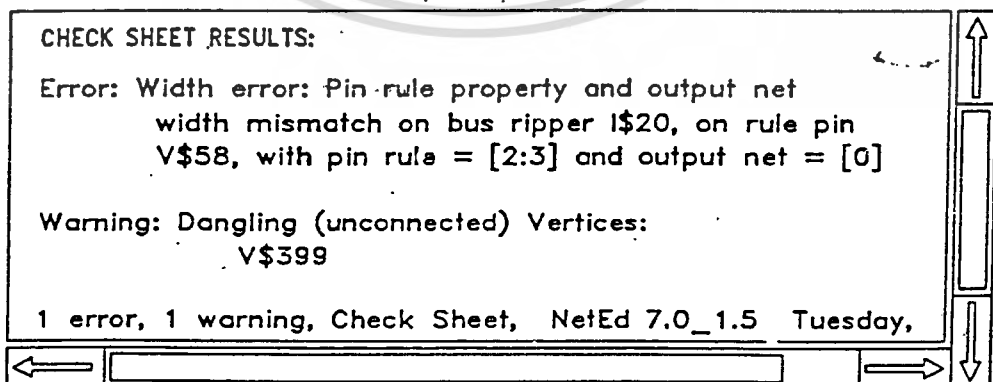 CHECK SHEET RESULTS:
Error: Width error: Pin rule property and output net
width mismatch on bus ripper I$20, on rule pin
V$58, with pin rule = [2:3] and output net = [0]
Warning: Dangling (unconnected) Vertices:
V$399
1 error, 1 warning, Check Sheet, NetEd 7.0_1.5 Tuesday,